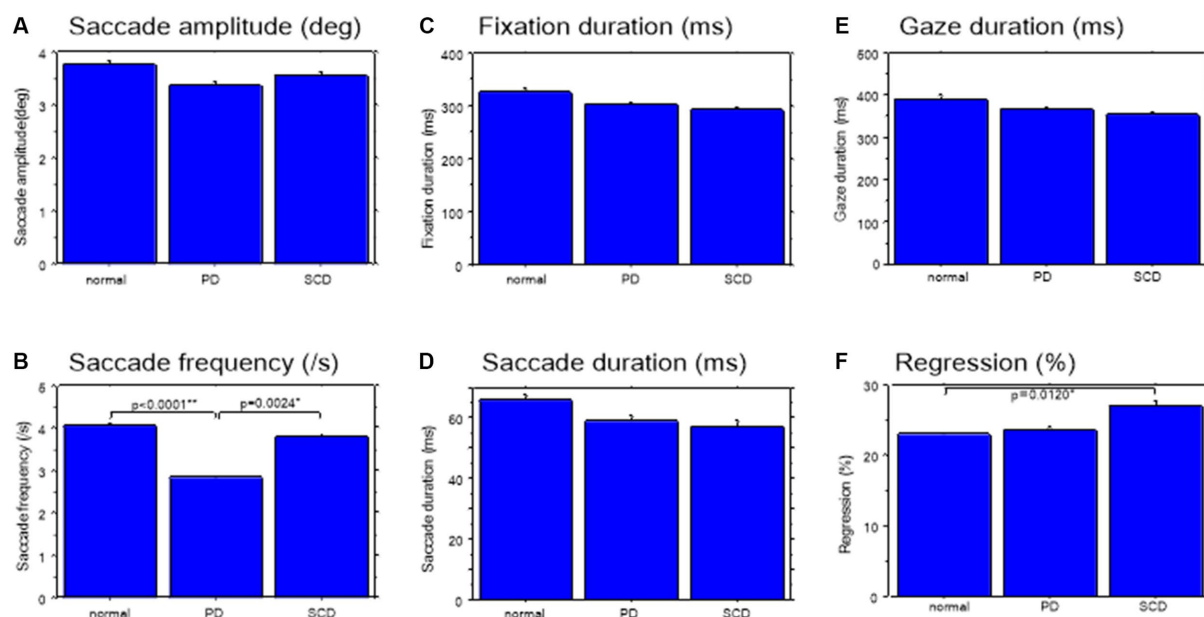 A Saccade amplitude (deg)
4
3
2
1
0
Saccade amplitude(deg)
normal PD SCD
B Saccade frequency (/s)
p<0.0001** p=0.0024*
4
3
2
1
0
Saccade frequency (/s)
normal PD SCD
C Fixation duration (ms)
400
300
200
100
0
Fixation duration (ms)
normal PD SCD
D Saccade duration (ms)
60
40
20
0
Saccade duration (ms)
normal PD SCD
E Gaze duration (ms)
500
400
300
200
100
0
Gaze duration (ms)
normal PD SCD
F Regression (%)
30
p=0.0120*
20
10
0
Regression (%)
normal PD SCD